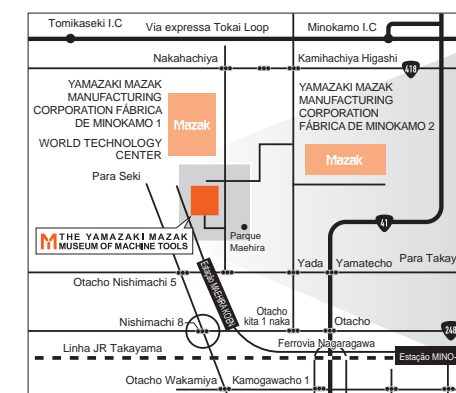 Tomikaseki I.C
Via expressa Tokai Loop
Minokamo I.C
Nakahachiya
Kamihachiya Higashi
418
YAMAZAKI MAZAK
MANUFACTURING
CORPORATION FÁBRICA
DE MINOKAMO 1
Mazak
WORLD TECHNOLOGY
CENTER
YAMAZAKI MAZAK
MANUFACTURING
CORPORATION
FÁBRICA DE MINOKAMO 2
Mazak
Para Seki
41
M THE YAMAZAKI MAZAK
MUSEUM OF MACHINE TOOLS
Parque
Maehira
Estação MAEHIRA KOEN
Yada
Yamatecho
Para Takay
Otacho Nishimachi 5
Nishimachi 8
Otacho
kita 1 naka
Otacho
248
Linha JR Takayama
Ferrovia Nagaragawa
Estação MINO-
Otacho Wakamiya
Kamogawacho 1